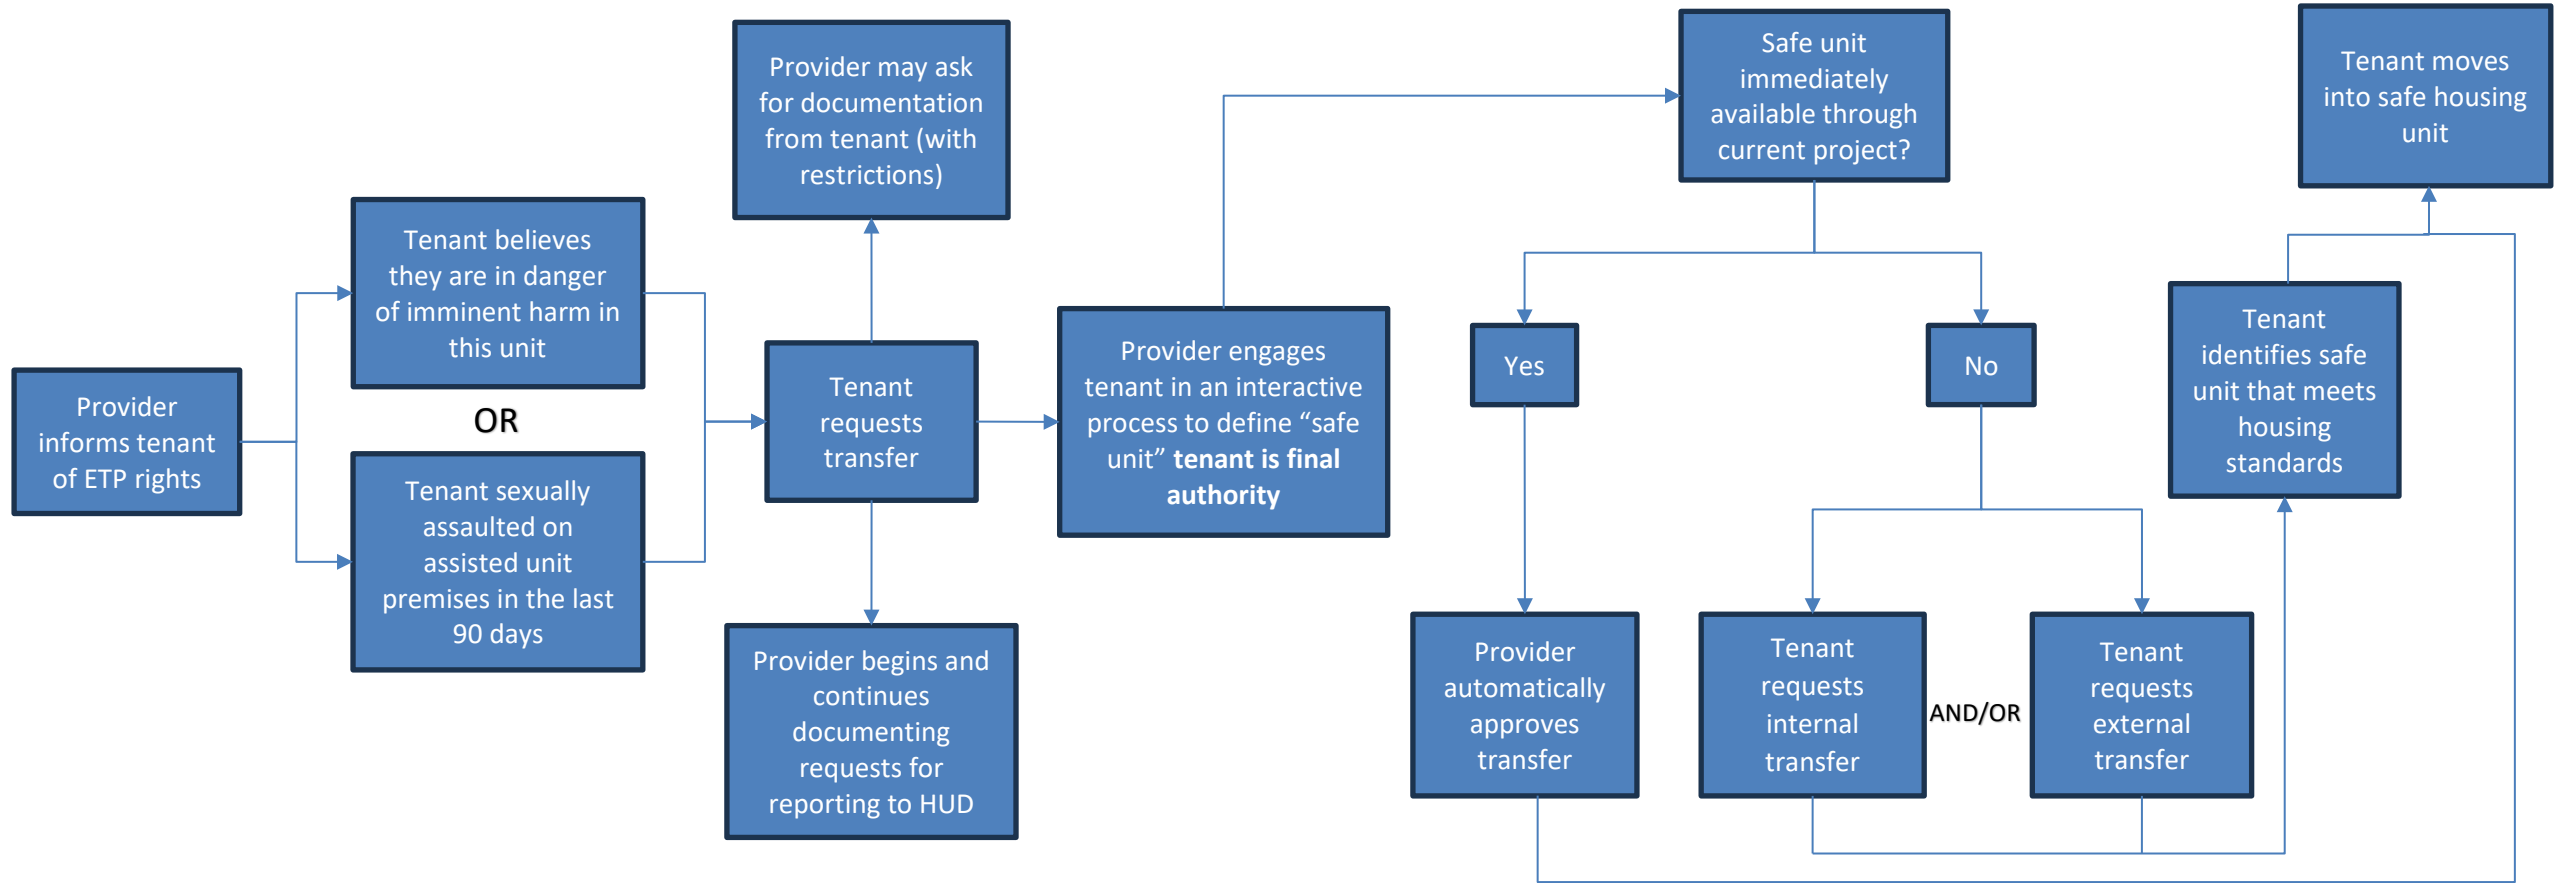 Provider
informs tenant
of ETP rights
Tenant believes
they are in danger
of imminent harm in
this unit
OR
Tenant sexually
assaulted on
assisted unit
premises in the last
90 days
Provider may ask
for documentation
from tenant (with
restrictions)
Tenant
requests
transfer
Provider begins and
continues
documenting
requests for
reporting to HUD
Provider engages
tenant in an interactive
process to define “safe
unit” tenant is final
authority
Safe unit
immediately
available through
current project?
Yes
No
Provider
automatically
approves
transfer
Tenant
requests
internal
transfer
AND/OR
Tenant
requests
external
transfer
Tenant
identifies safe
unit that meets
housing
standards
Tenant moves
into safe housing
unit